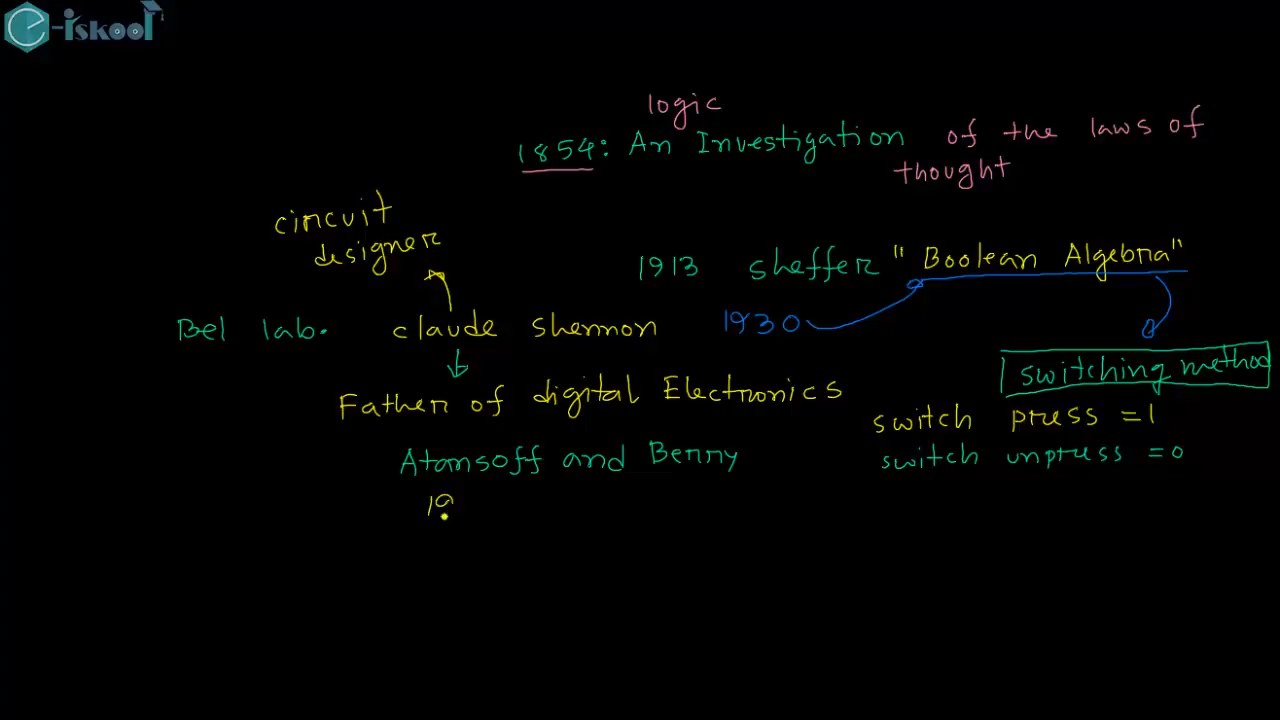 e-iskool
logic
1854: An Investigation of the laws of
thought
circuit
designer
1913 sheffer "Boolean Algebra"
Bel lab. claude shennon 1930
switching method
Father of digital Electronics
switch press =1
Atansoff and Berry
switch unpress =0
19